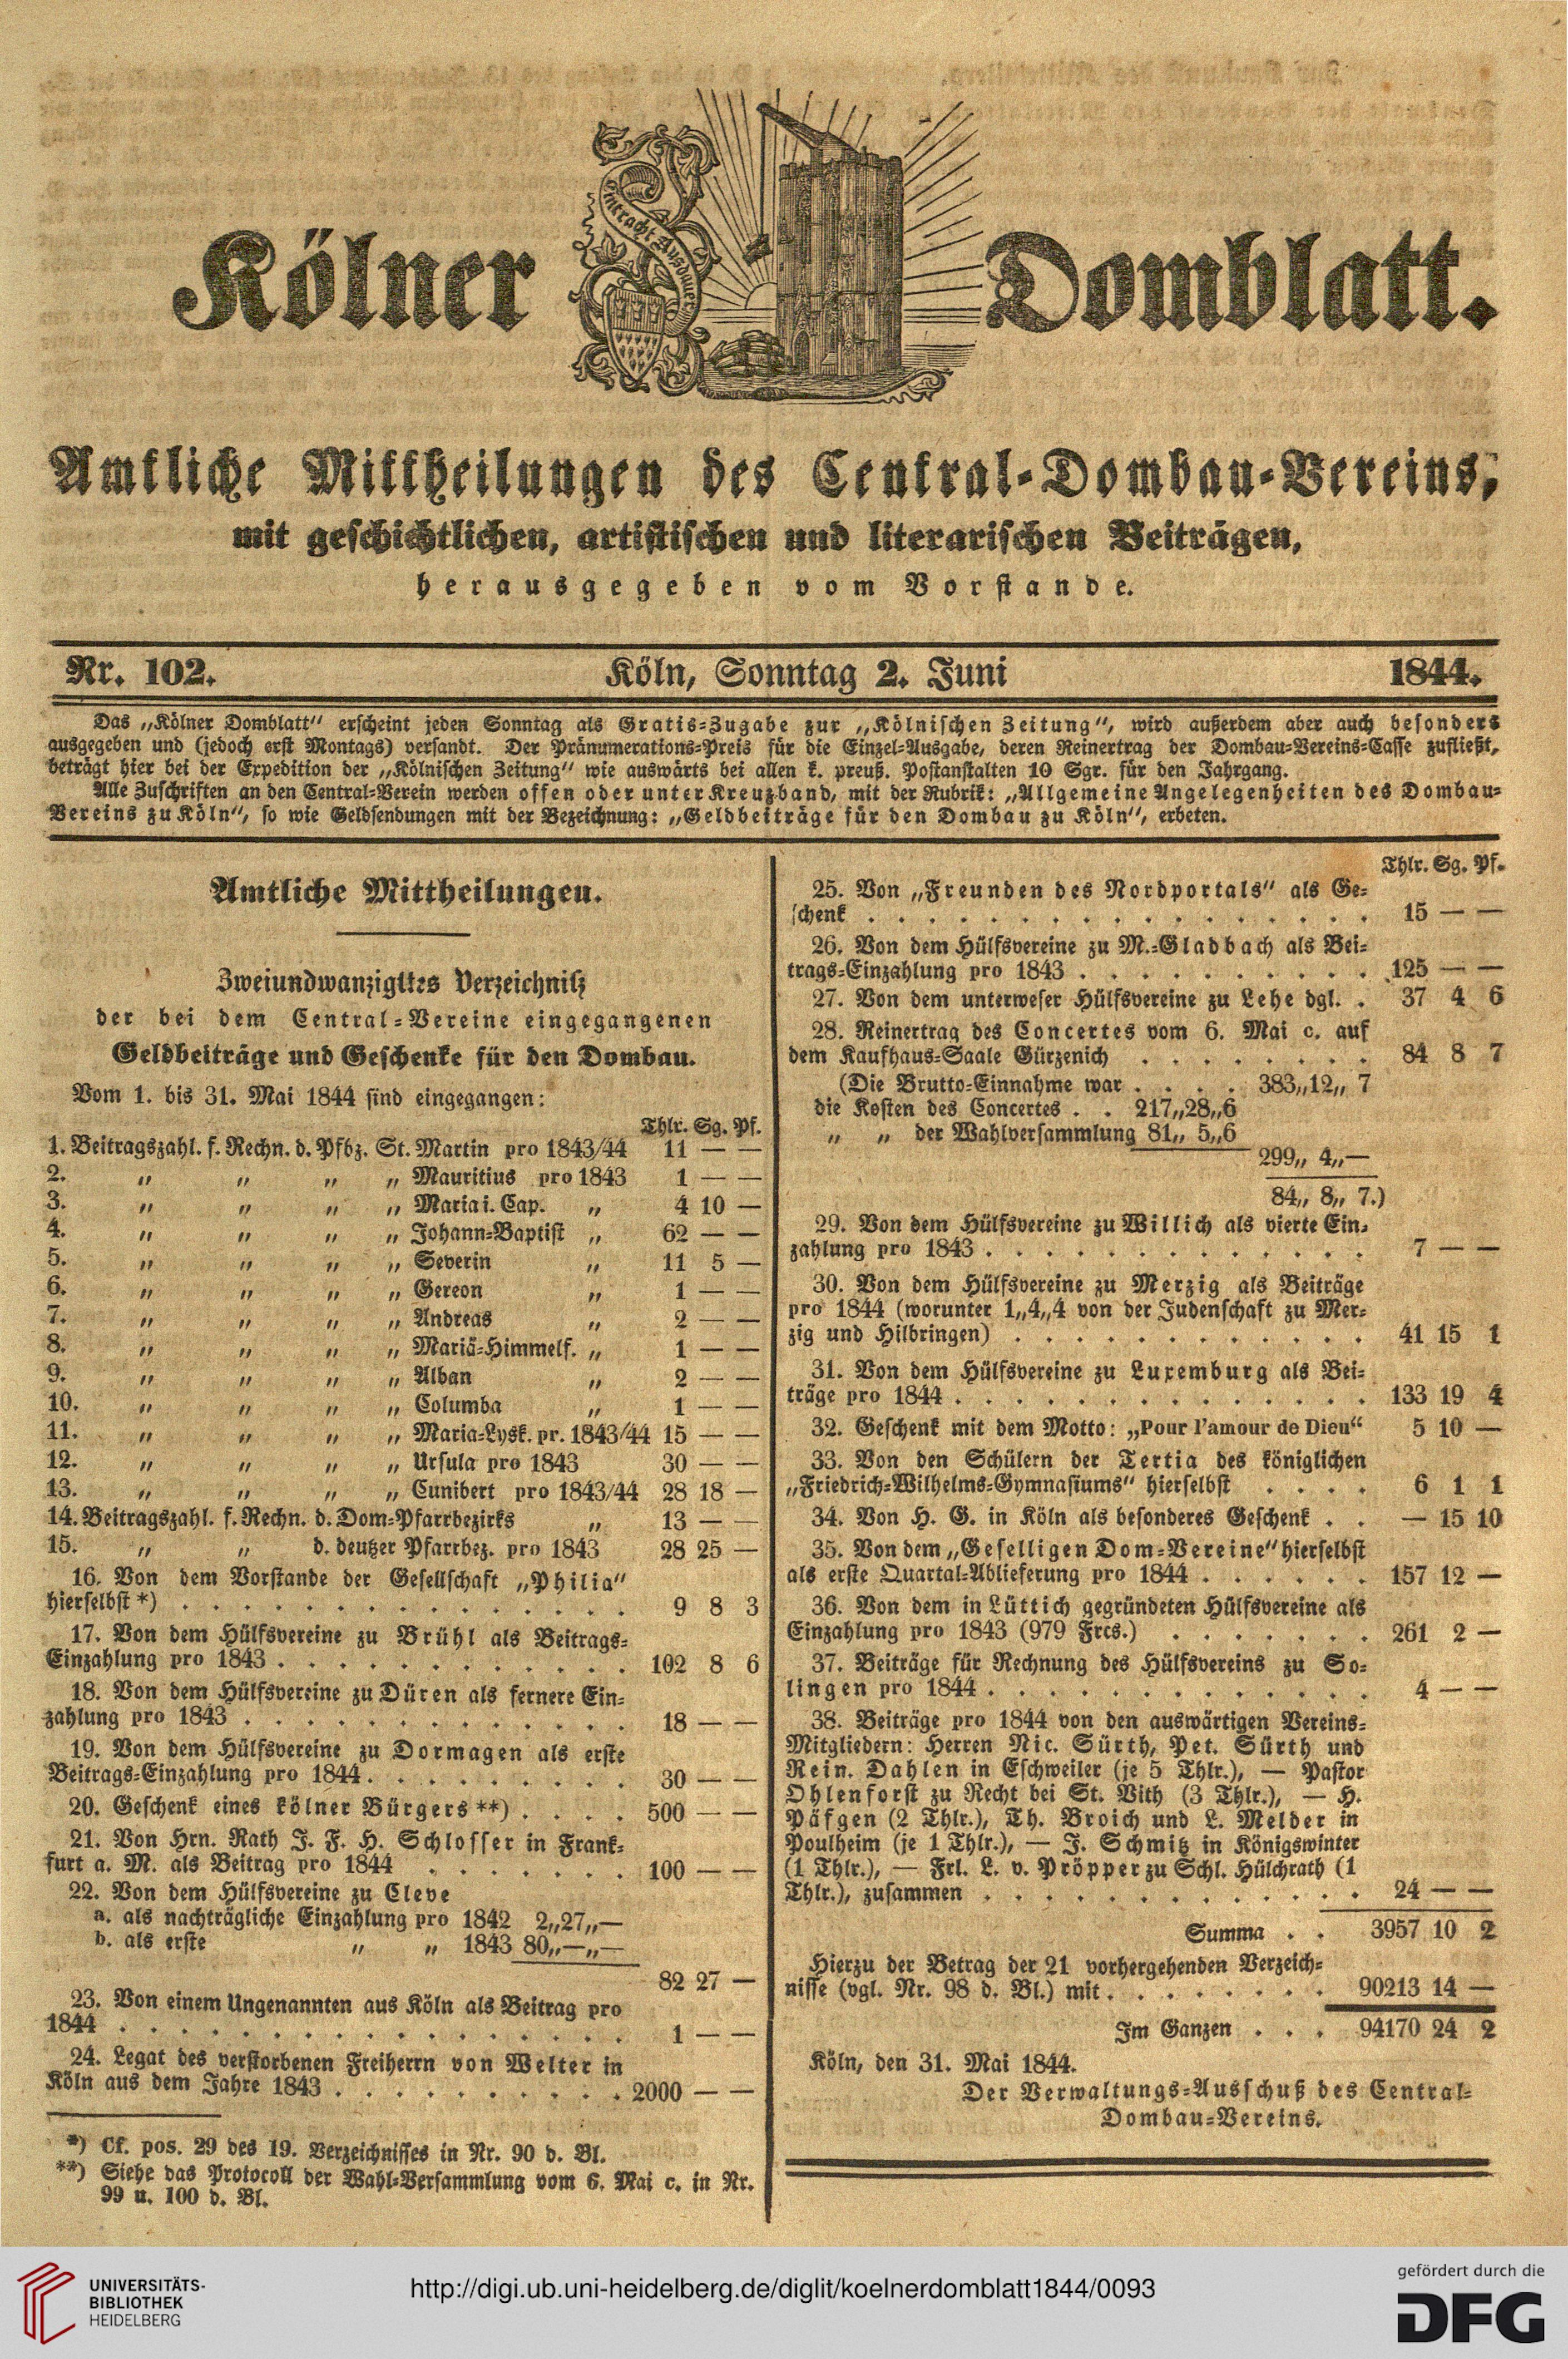 Kölner Domblatt.
Eintracht Ausdauer
Amtliche Mittheilungen des Central-Dombau-Vereins,
mit geschichtlichen, artistischen und literarischen Beiträgen,
herausgegeben vom Vorstande.
Nr. 102. Köln, Sonntag 2. Juni 1844.
Das „Kölner Domblatt" erscheint jeden Sonntag als Gratis-Zugabe zur „Kölnischen Zeitung", wird außerdem aber auch besonders
ausgegeben und (jedoch erst Montags) versandt. Der Pränumerations-Preis für die Einzel-Ausgabe, deren Reinertrag der Dombau-Vereins-Casse zufließt,
beträgt hier bei der Expedition der „Kölnischen Zeitung" wie auswärts bei allen k. preuß. Postanstalten 10 Sgr. für den Jahrgang.
Alle Zuschriften an den Central-Verein werden offen oder unter Kreuzband, mit der Rubrik: „Allgemeine Angelegenheiten des Dombau-
Vereins zu Köln", so wie Geldsendungen mit der Bezeichnung: „Geldbeiträge für den Dombau zu Köln", erbeten.
Amtliche Mittheilungen.
Zweiundwanzigstes Verzeichniß
der bei dem Central-Vereine eingegangenen
Geldbeiträge und Geschenke für den Dombau.
Vom 1. bis 31. Mai 1844 sind eingegangen:
Thlr. Sg. Pf.
1. Beitragszahl. f. Rechn. d. Pfbz. St. Martin pro 1843/44 11 — —
2. „ „ „ „ Mauritius pro 1843 1 — —
3. „ „ „ „ Maria i. Cap. „ 4 10 —
4. „ „ „ „ Johann-Baptist „ 62 — —
5. „ „ „ „ Severin „ 11 5 —
6. „ „ „ „ Gereon „ 1 — —
7. „ „ „ „ Andreas „ 2 — —
8. „ „ „ „ Mariä-Himmelf. „ 1 — —
9. „ „ „ „ Alban „ 2 — —
10. „ „ „ „ Columba „ 1 — —
11. „ „ „ „ Maria-Lysk. pr. 1843/44 15 — —
12. „ „ „ „ Ursula pro 1843 30 — —
13. „ „ „ „ Cunibert pro 1843/44 28 18 —
14. Beitragszahl. f. Rechn. d. Dom-Pfarrbezirks „ 13 — —
15. „ „ d. deutzer Pfarrbez. pro 1843 28 25 —
16. Von dem Vorstande der Gesellschaft „Philia"
hierselbst *) . . . . . . . . . . . . . . . 9 8 3
17. Von dem Hülfsvereine zu Brühl als Beitrags-
Einzahlung pro 1843 . . . . . . . . . . . . 102 8 6
18. Von dem Hülfsvereine zu Düren als fernere Ein-
zahlung pro 1843 . . . . . . . . . . . . . 18 — —
19. Von dem Hülfsvereine zu Dormagen als erste
Beitrags-Einzahlung pro 1844. . . . . . . . . 30 — —
20. Geschenk eines kölner Bürgers **) . . . . 500 — —
21. Von Hrn. Rath J. F. H. Schlosser in Frank-
furt a. M. als Beitrag pro 1844 . . . . . . . 100 — —
22. Von dem Hülfsvereine zu Cleve
a. als nachträgliche Einzahlung pro 1842 2„27„—
b. als erste „ „ 1843 80„—„—
82 27 —
23. Von einem Ungenannten aus Köln als Beitrag pro
1844 . . . . . . . . . . . . . . . . . 1 — —
24. Legat des verstorbenen Freiherrn von Welter in
Köln aus dem Jahre 1843 . . . . . . . . . . 2000 — —
*) Cf. pos. 29 des 19. Verzeichnisses in Nr. 90 d. Bl.
**) Siehe das Protocoll der Wahl-Versammlung vom 6. Mai c. in Nr.
99 u. 100 d. Bl.
Thlr. Sg. Pf.
25. Von „Freunden des Nordportals" als Ge-
schenk . . . . . . . . . . . . . . . . . 15 — —
26. Von dem Hülfsvereine zu M.-Gladbach als Bei-
trags-Einzahlung pro 1843 . . . . . . . . . . 125 — —
27. Von dem unterweser Hülfsvereine zu Lehe dgl. . 37 4 6
28. Reinertrag des Concertes vom 6. Mai c. auf
dem Kaufhaus-Saale Gürzenich . . . . . . . . 84 8 7
(Die Brutto-Einnahme war . . . . 383„12„ 7
die Kosten des Concertes . . 217„28„6
„ „ der Wahlversammlung 81„ 5„6
299„ 4„—
84„ 8„ 7.)
29. Von dem Hülfsvereine zu Willich als vierte Ein-
zahlung pro 1843 . . . . . . . . . . . . . 7 — —
30. Von dem Hülfsvereine zu Merzig als Beiträge
pro 1844 (worunter 1„4„4 von der Judenschaft zu Mer-
zig und Hilbringen) . . . . . . . . . . . . 41 15 1
31. Von dem Hülfsvereine zu Luxemburg als Bei-
träge pro 1844 . . . . . . . . . . . . . . 133 19 4
32. Geschenk mit dem Motto: „Pour l'amour de Dieu“ 5 10 —
33. Von den Schülern der Tertia des königlichen
„Friedrich-Wilhelms-Gymnasiums" hierselbst . . . . 6 1 1
34. Von H. G. in Köln als besonderes Geschenk . . — 15 10
35. Von dem „Geselligen Dom-Vereine" hierselbst
als erste Quartal-Ablieferung pro 1844 . . . . . . 157 12 —
36. Von dem in Lüttich gegründeten Hülfsvereine als
Einzahlung pro 1843 (979 Frcs.) . . . . . . . 261 2 —
37. Beiträge für Rechnung des Hülfsvereins zu So-
lingen pro 1844 . . . . . . . . . . . . . 4 — —
38. Beiträge pro 1844 von den auswärtigen Vereins-
Mitgliedern: Herren Nic. Sürth, Pet. Sürth und
Rein. Dahlen in Eschweiler (je 5 Thlr.), — Pastor
Ohlenforst zu Recht bei St. Vith (3 Thlr.), — H.
Päfgen (2 Thlr.), Th. Broich und L. Melder in
Poulheim (je 1 Thlr.), — J. Schmitz in Königswinter
(1 Thlr.), — Frl. L. v. Pröpper zu Schl. Hülchrath (1
Thlr.), zusammen . . . . . . . . . . . . . 24 — —
Summa . . 3957 10 2
Hierzu der Betrag der 21 vorhergehenden Verzeich-
nisse (vgl. Nr. 98 d. Bl.) mit . . . . . . . . 90213 14 —
Im Ganzen . . . 94170 24 2
Köln, den 31. Mai 1844.
Der Verwaltungs-Ausschuß des Central-
Dombau-Vereins.
UNIVERSITÄTS-
BIBLIOTHEK
HEIDELBERG
http://digi.ub.uni-heidelberg.de/diglit/koelnerdomblatt1844/0093
gefördert durch die
DFG